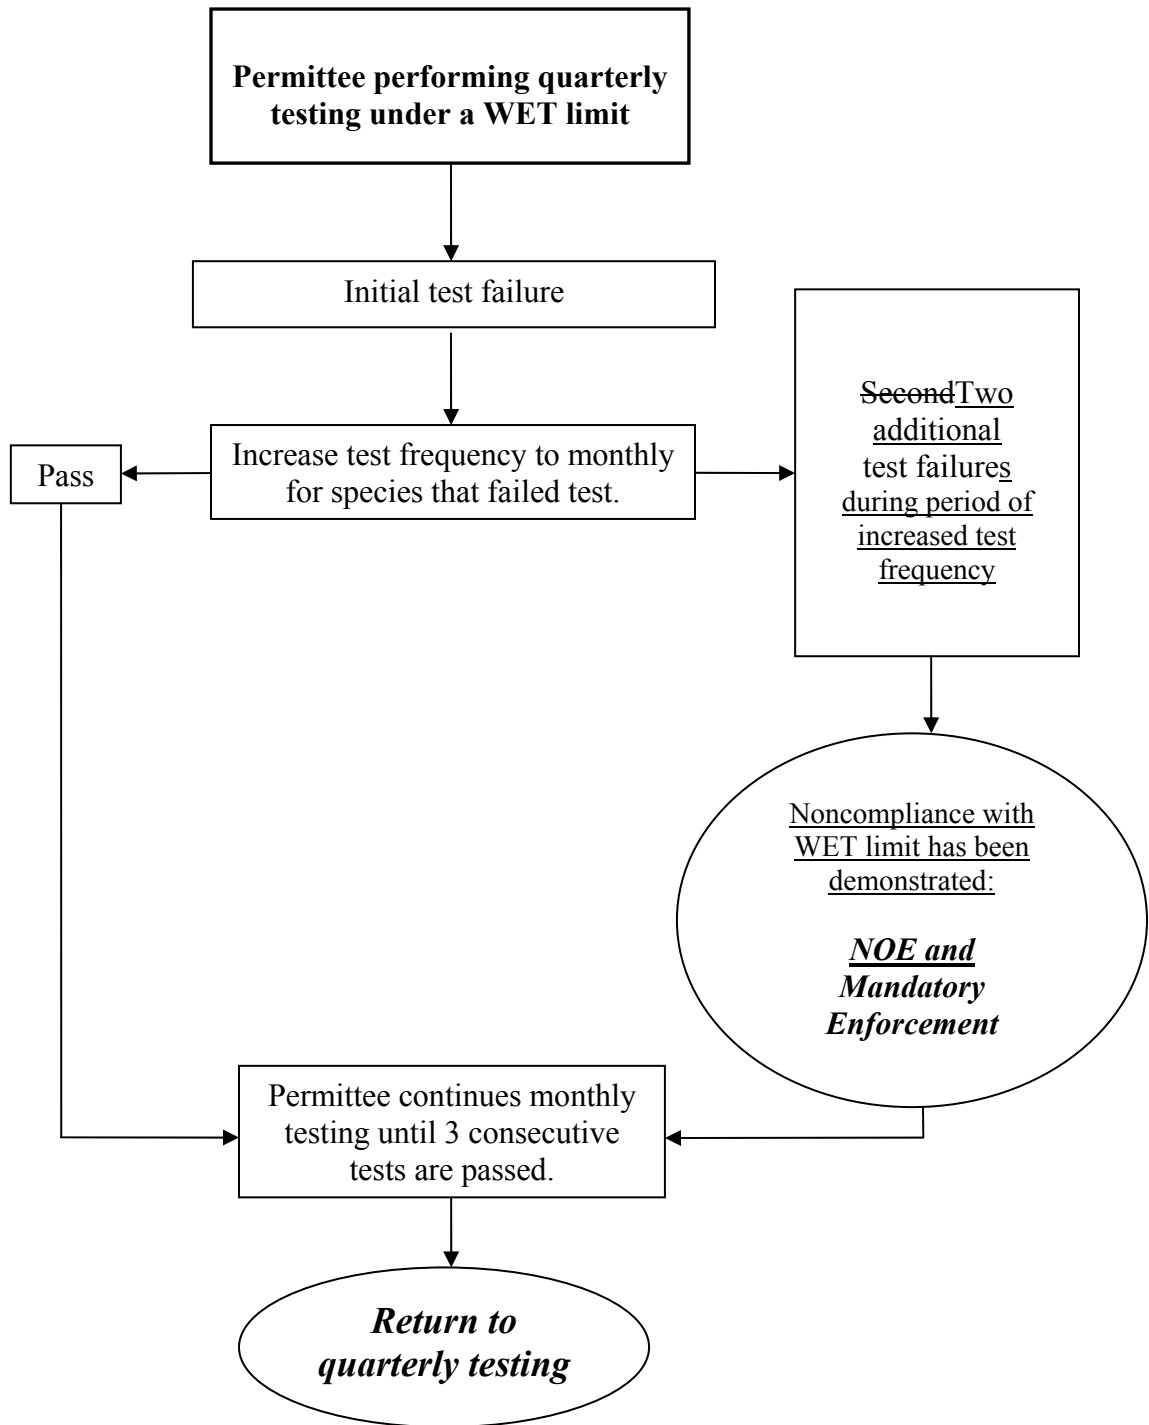 Permittee performing quarterly
testing under a WET limit
Initial test failure
Increase test frequency to monthly
for species that failed test.
Pass
SecondTwo
additional
test failures
during period of
increased test
frequency
Noncompliance with
WET limit has been
demonstrated:
NOE and
Mandatory
Enforcement
Permittee continues monthly
testing until 3 consecutive
tests are passed.
Return to
quarterly testing